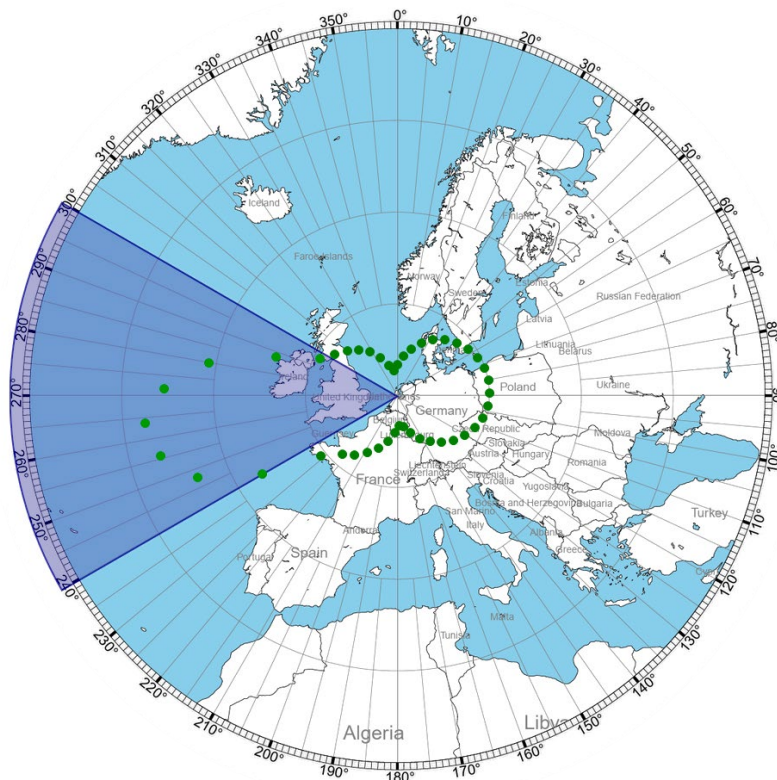 0°
10°
20°
30°
40°
50°
60°
70°
80°
90°
100°
110°
120°
130°
140°
150°
160°
170°
180°
190°
200°
210°
220°
230°
240°
250°
260°
270°
280°
290°
300°
310°
320°
330°
340°
350°
Iceland
Faroe Islands
Norway
Sweden
Finland
Estonia
Russian Federation
Latvia
Lithuania
Belarus
Ireland
United Kingdom
Poland
Ukraine
Germany
Belgium
Guernsey
Luxembourg
Czech Republic
Slovakia
Moldova
Austria
Hungary
Liechtenstein
Switzerland
Slovenia
Romania
France
Croatia
Yugoslavia
Bosnia and Herzegovina
Bulgaria
San Marino
Italy
Andorra
Turkey
Portugal
Spain
Albania
Greece
Cyprus
Malta
Tunisia
Algeria
Libya